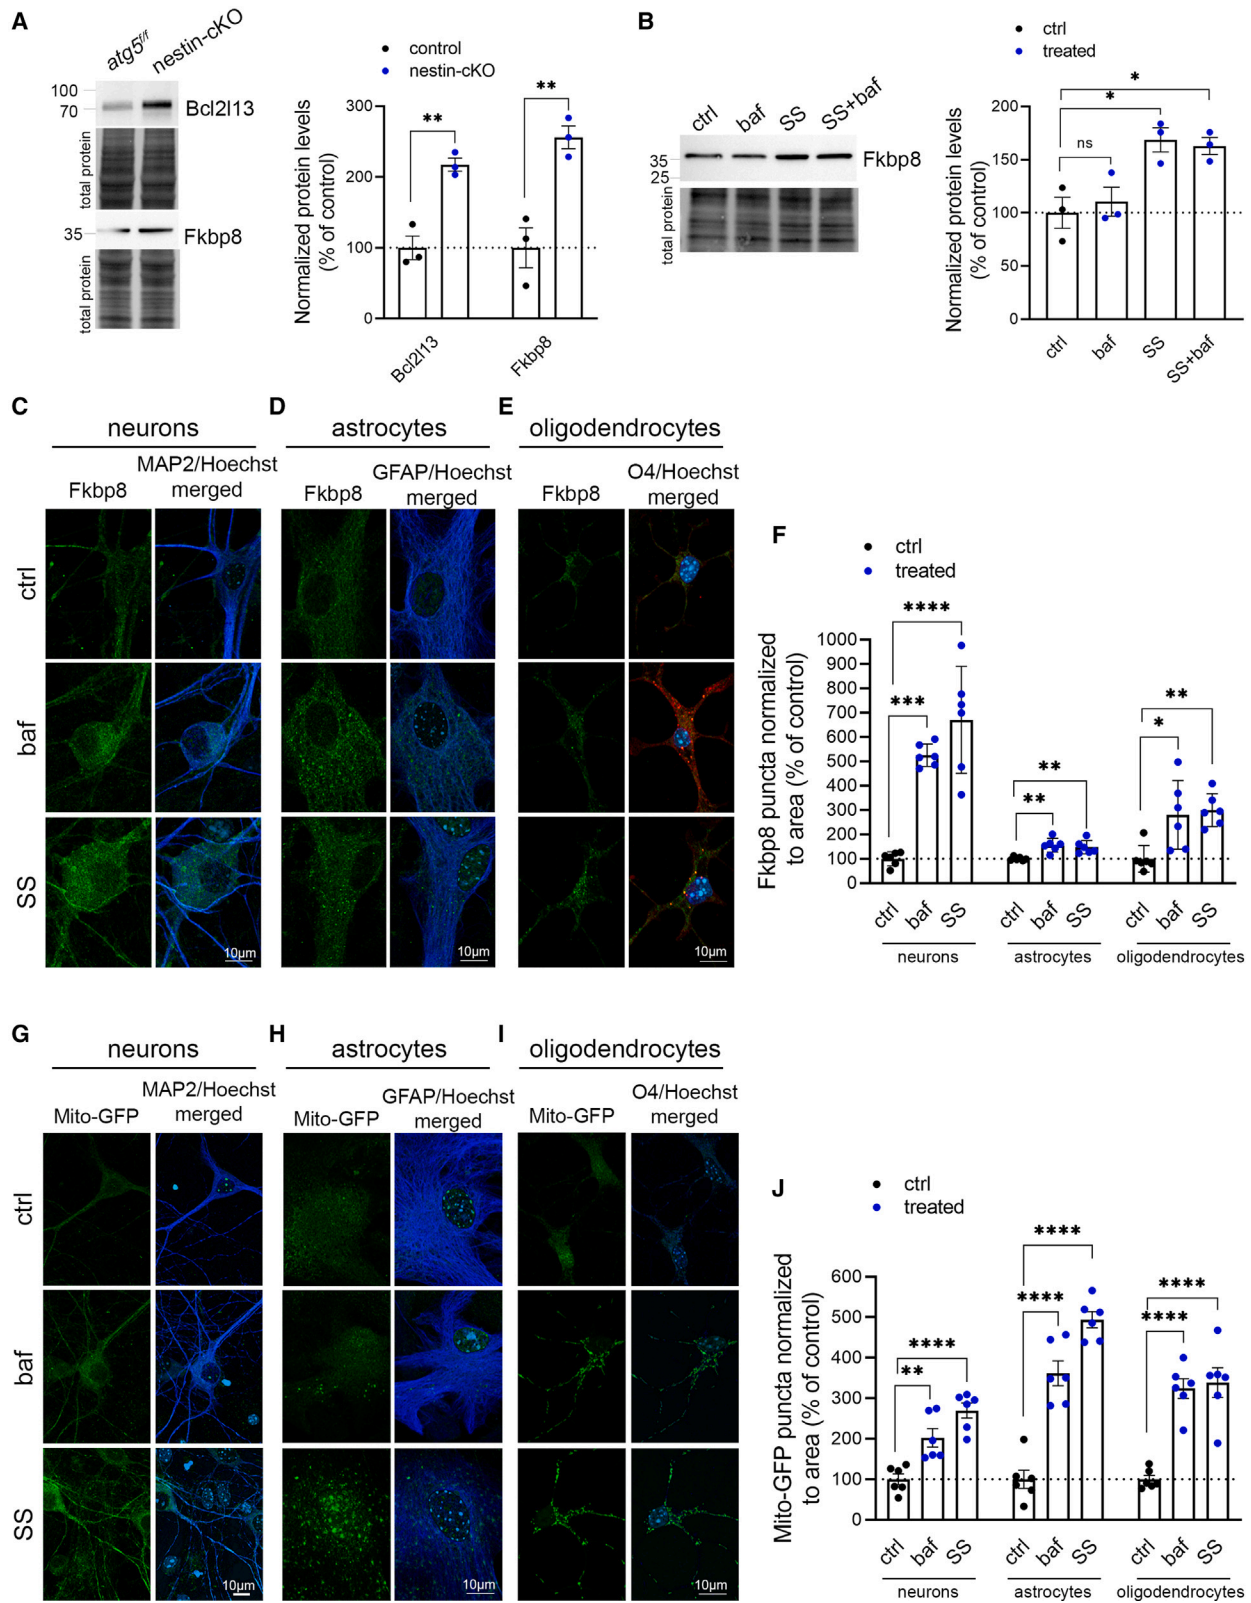 A
atg5f/f
nestin-cKO
100
70
Bcl2l13
total protein
35
Fkbp8
total protein
control
nestin-cKO
Normalized protein levels
(% of control)
300
200
100
0
**
**
Bcl2l13
Fkbp8
B
ctrl
baf
SS
SS+baf
35
25
Fkbp8
total protein
ctrl
treated
Normalized protein levels
(% of control)
200
150
100
50
0
*
*
ns
ctrl
baf
SS
SS+baf
C
neurons
Fkbp8
MAP2/Hoechst
merged
D
astrocytes
Fkbp8
GFAP/Hoechst
merged
E
oligodendrocytes
Fkbp8
O4/Hoechst
merged
ctrl
baf
SS
10µm
10µm
10µm
F
ctrl
treated
Fkbp8 puncta normalized
to area (% of control)
1000
900
800
700
600
500
400
300
200
100
0
****
***
**
**
**
*
ctrl
baf
SS
ctrl
baf
SS
ctrl
baf
SS
neurons
astrocytes
oligodendrocytes
G
neurons
Mito-GFP
MAP2/Hoechst
merged
H
astrocytes
Mito-GFP
GFAP/Hoechst
merged
I
oligodendrocytes
Mito-GFP
O4/Hoechst
merged
ctrl
baf
SS
10µm
10µm
10µm
J
ctrl
treated
Mito-GFP puncta normalized
to area (% of control)
600
500
400
300
200
100
0
****
**
****
****
****
****
ctrl
baf
SS
ctrl
baf
SS
ctrl
baf
SS
neurons
astrocytes
oligodendrocytes